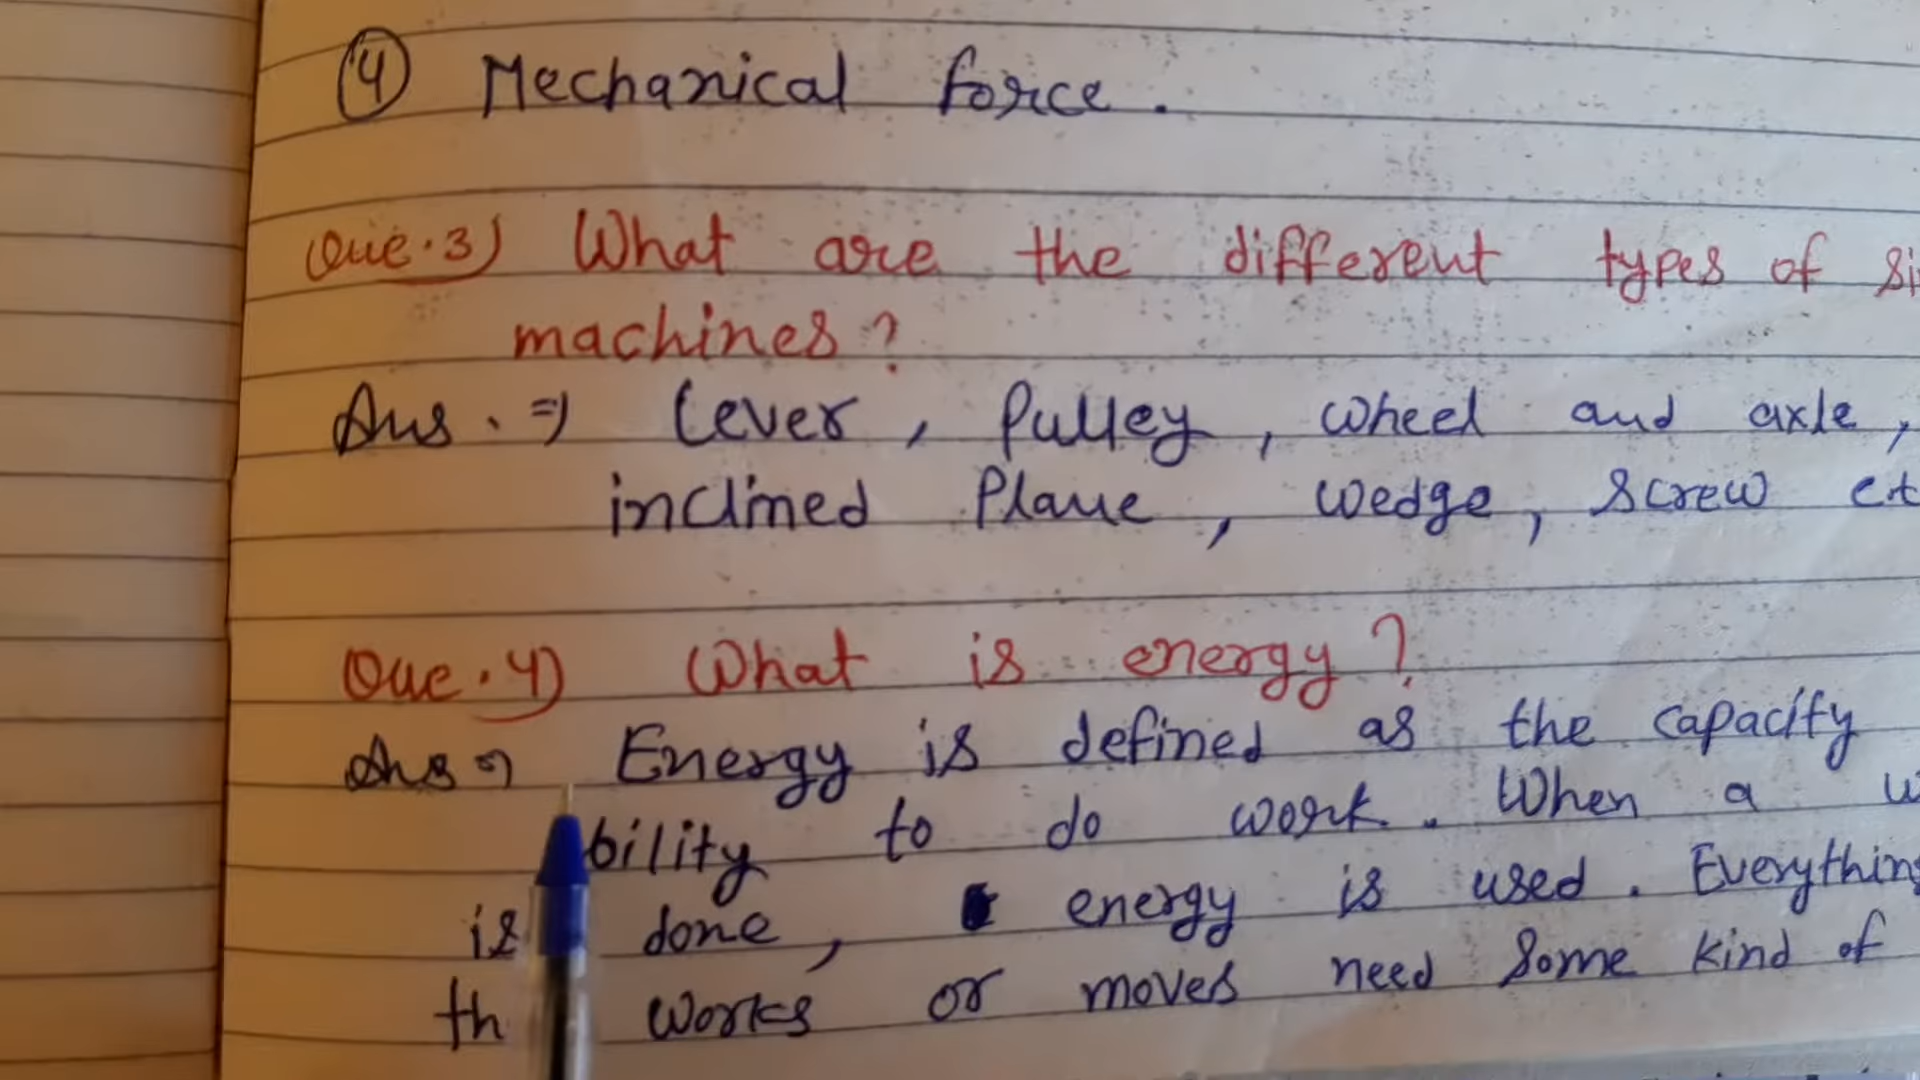 ④ Mechanical force.
Que.3) What are the different types of
machines?
Ans. ⇒ Lever, Pulley, wheel and axle,
inclined Plane, wedge, screw
Que.4) What is energy?
Ans ⇒ Energy is defined as the capacity
bility to do work. When a
is done, energy is used. Everything
th works or moves need some kind of